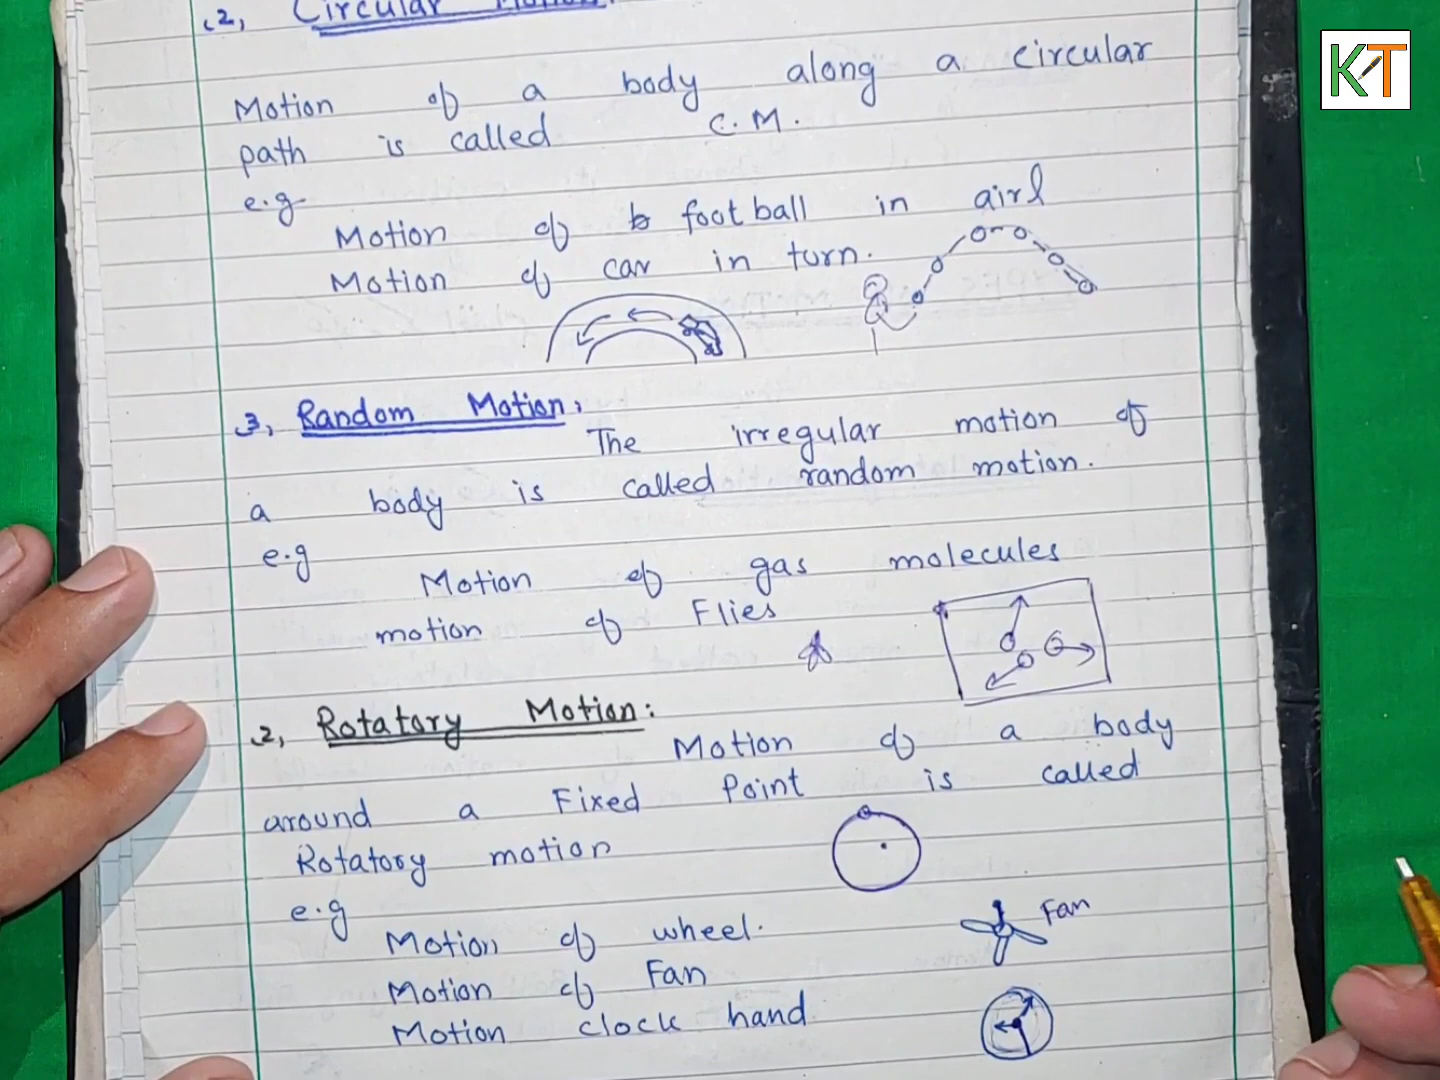 2, Circular Motion:
Motion of a body along a circular
path is called C.M.
e.g
Motion of football in air
Motion of car in turn.
3, Random Motion:
The irregular motion of
a body is called random motion.
e.g
Motion of gas molecules
motion of Flies
2, Rotatory Motion:
Motion of a body
around a Fixed Point is called
Rotatory motion
e.g
Motion of wheel.
Motion of Fan
Fan
Motion clock hand
KT